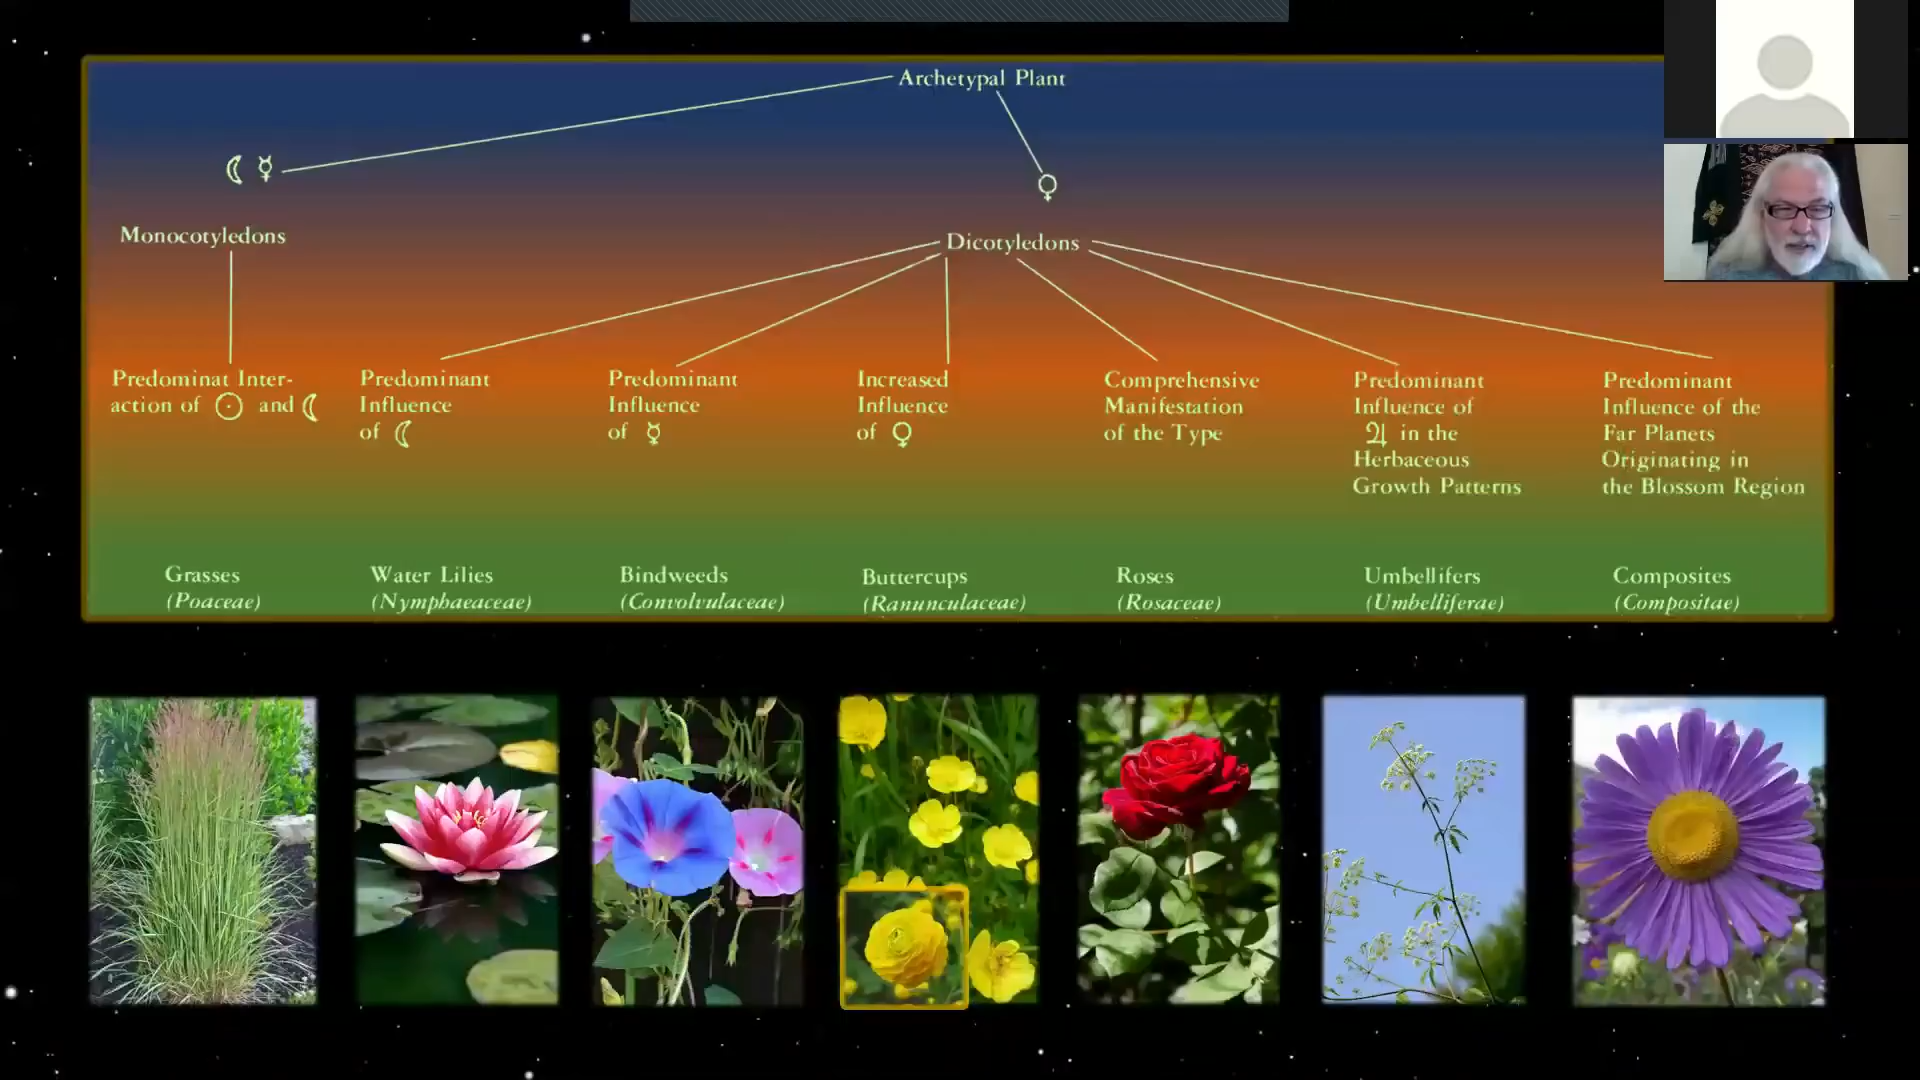 Archetypal Plant
☾ ☿
♀
Monocotyledons
Dicotyledons
Predominat Inter-
action of ☉ and ☾
Predominant
Influence
of ☾
Predominant
Influence
of ☿
Increased
Influence
of ♀
Comprehensive
Manifestation
of the Type
Predominant
Influence of
♃ in the
Herbaceous
Growth Patterns
Predominant
Influence of the
Far Planets
Originating in
the Blossom Region
Grasses
(Poaceae)
Water Lilies
(Nymphaeaceae)
Bindweeds
(Convolvulaceae)
Buttercups
(Ranunculaceae)
Roses
(Rosaceae)
Umbellifers
(Umbelliferae)
Composites
(Compositae)